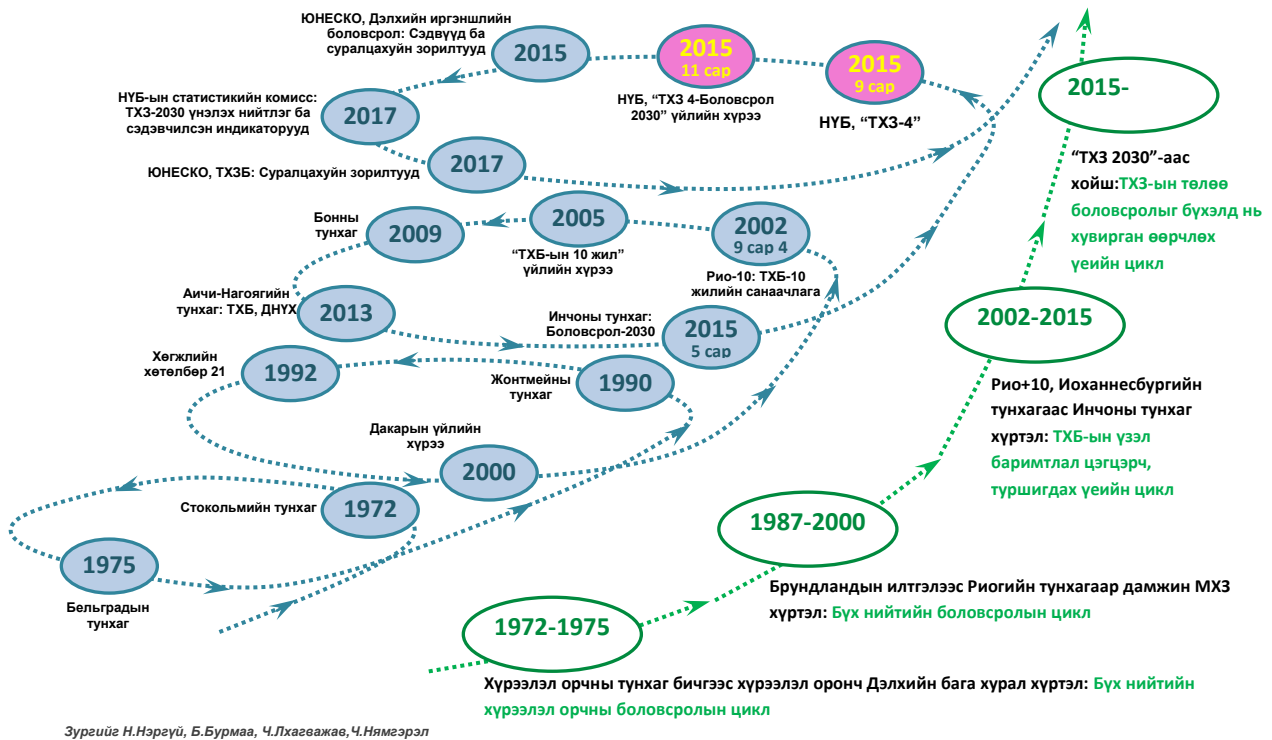 ЮНЕСКО, Дэлхийн иргэншлийн
боловсрол: Сэдвүүд ба
суралцахуйн зорилтууд
2015
2015
11 сар
НҮБ, “ТХЗ 4-Боловсрол
2030” үйлийн хүрээ
2015
9 сар
НҮБ, “ТХЗ-4”
НҮБ-ын статистикийн комисс:
ТХЗ-2030 үнэлэх нийтлэг ба
сэдэвчилсэн индикаторууд
2017
ЮНЕСКО, ТХЗБ: Суралцахуйн зорилтууд
2017
Бонны
тунхаг
2009
2005
“ТХБ-ын 10 жил”
үйлийн хүрээ
2002
9 сар 4
Рио-10: ТХБ-10
жилийн санаачлага
Аичи-Нагоягийн
тунхаг: ТХБ, ДНҮХ
2013
Инчоны тунхаг:
Боловсрол-2030
2015
5 сар
Хөгжлийн
хөтөлбөр 21
1992
Жонтмейны
тунхаг
1990
Дакарын үйлийн
хүрээ
2000
Стокольмийн тунхаг
1972
1975
Бельградын
тунхаг
2015-
“ТХЗ 2030”-аас
хойш:ТХЗ-ын төлөө
боловсролыг бүхэлд нь
хувирган өөрчлөх
үеийн цикл
2002-2015
Рио+10, Иоханнесбургийн
тунхагаас Инчоны тунхаг
хүртэл: ТХБ-ын үзэл
баримтлал цэгцэрч,
туршигдах үеийн цикл
1987-2000
Брундландын илтгэлээс Риогийн тунхагаар дамжин МХЗ
хүртэл: Бүх нийтийн боловсролын цикл
1972-1975
Хүрээлэл орчны тунхаг бичгээс хүрээлэл оронч Дэлхийн бага хурал хүртэл: Бүх нийтийн
хүрээлэл орчны боловсролын цикл
Зургийг Н.Нэргүй, Б.Бурмаа, Ч.Лхагважав,Ч.Нямгэрэл